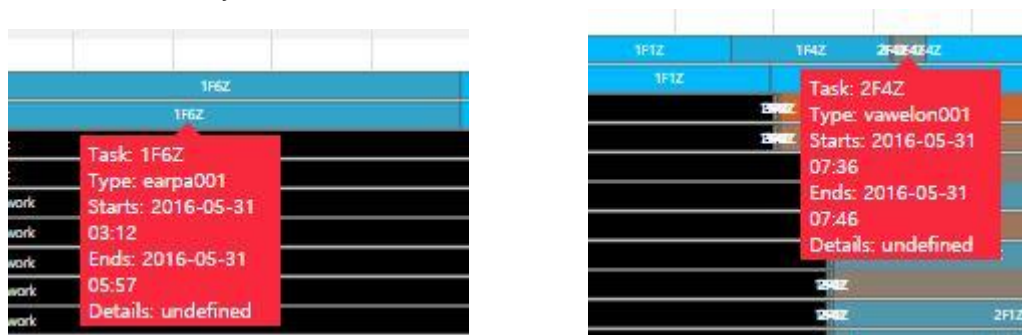 1F6Z
1F6Z
Task: 1F6Z
Type: earpa001
Starts: 2016-05-31
03:12
Ends: 2016-05-31
05:57
Details: undefined
work
work
work
work
work
1F1Z
1F4Z
1F1Z
Task: 2F4Z
Type: vawelon001
Starts: 2016-05-31
07:36
Ends: 2016-05-31
07:46
Details: undefined
2F1Z